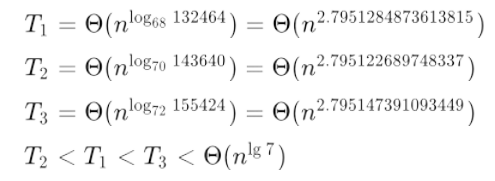 T₁ = Θ(n^{log₆₈ 132464}) = Θ(n^{2.7951284873613815})
T₂ = Θ(n^{log₇₀ 143640}) = Θ(n^{2.795122689748337})
T₃ = Θ(n^{log₇₂ 155424}) = Θ(n^{2.795147391093449})
T₂ < T₁ < T₃ < Θ(n^{lg 7})